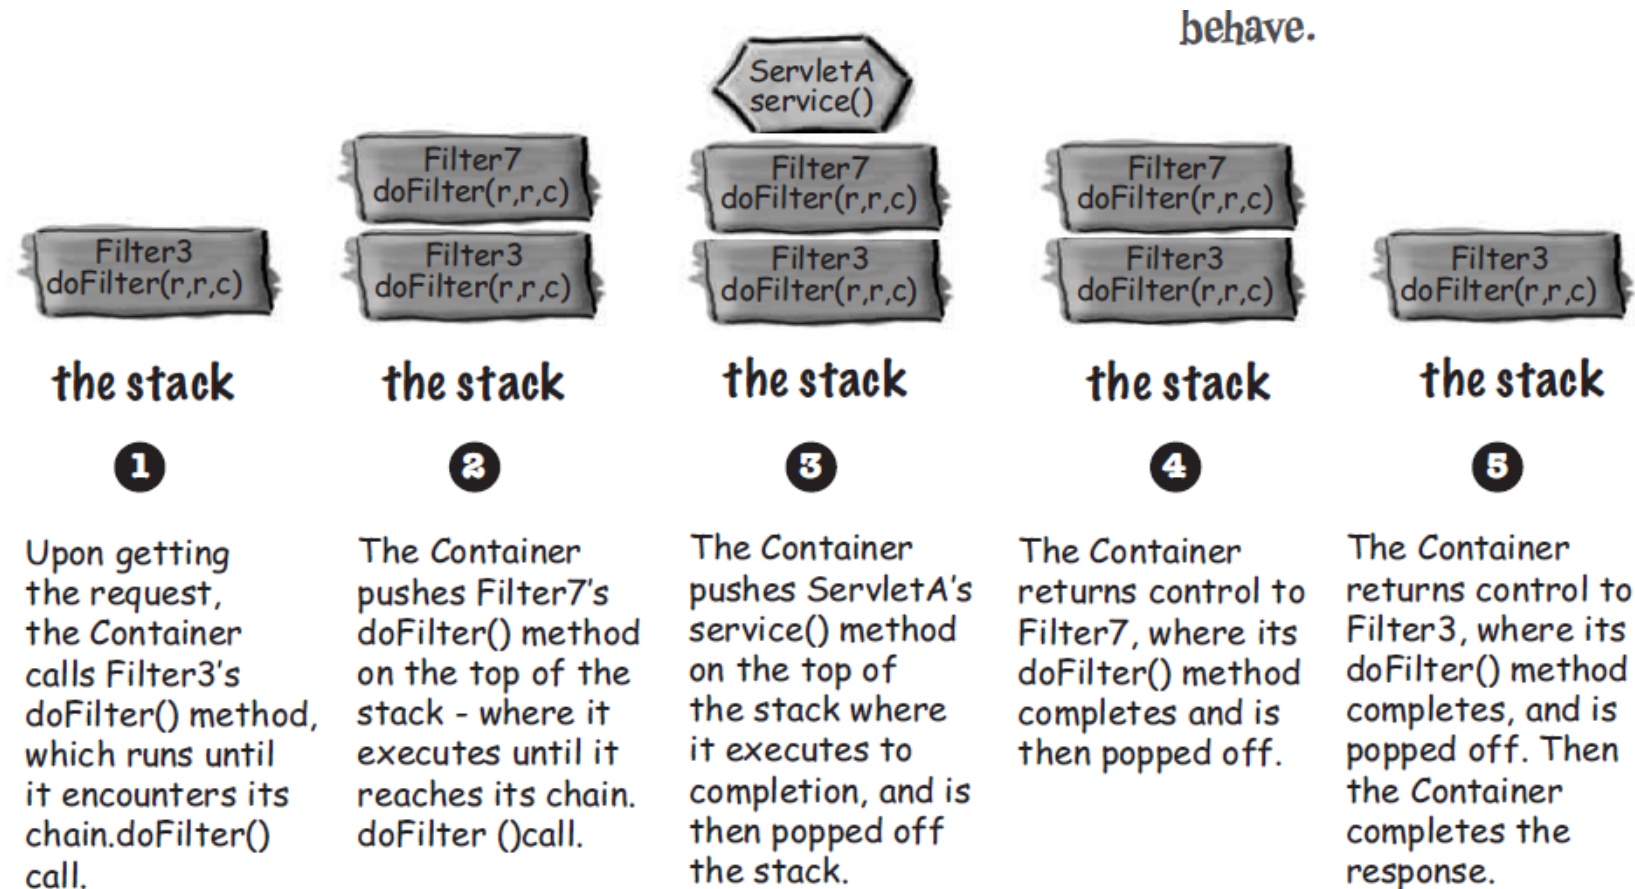 behave.
Filter3
doFilter(r,r,c)
the stack
1
Upon getting
the request,
the Container
calls Filter3's
doFilter() method,
which runs until
it encounters its
chain.doFilter()
call.
Filter7
doFilter(r,r,c)
Filter3
doFilter(r,r,c)
the stack
2
The Container
pushes Filter7's
doFilter() method
on the top of the
stack - where it
executes until it
reaches its chain.
doFilter ()call.
ServletA
service()
Filter7
doFilter(r,r,c)
Filter3
doFilter(r,r,c)
the stack
3
The Container
pushes ServletA's
service() method
on the top of
the stack where
it executes to
completion, and is
then popped off
the stack.
Filter7
doFilter(r,r,c)
Filter3
doFilter(r,r,c)
the stack
4
The Container
returns control to
Filter7, where its
doFilter() method
completes and is
then popped off.
Filter3
doFilter(r,r,c)
the stack
5
The Container
returns control to
Filter3, where its
doFilter() method
completes, and is
popped off. Then
the Container
completes the
response.